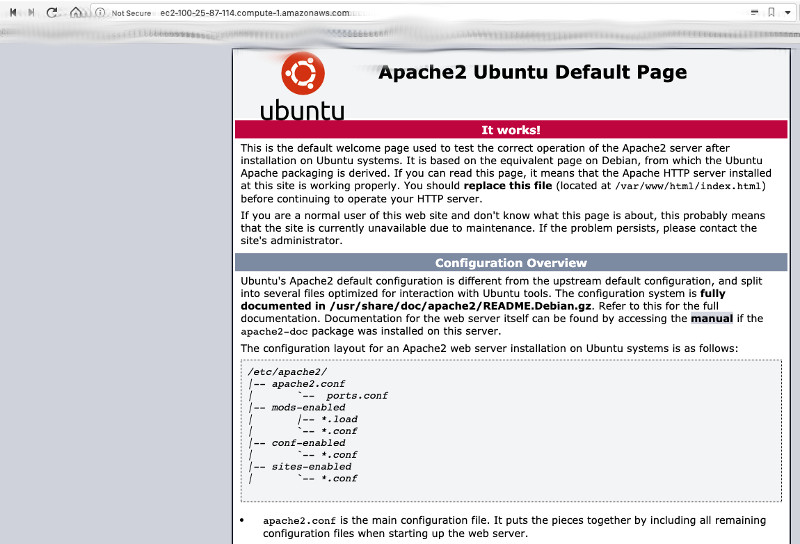 Not Secure ec2-100-25-87-114.compute-1.amazonaws.com
ubuntu
Apache2 Ubuntu Default Page
It works!
This is the default welcome page used to test the correct operation of the Apache2 server after
installation on Ubuntu systems. It is based on the equivalent page on Debian, from which the Ubuntu
Apache packaging is derived. If you can read this page, it means that the Apache HTTP server installed
at this site is working properly. You should replace this file (located at /var/www/html/index.html)
before continuing to operate your HTTP server.
If you are a normal user of this web site and don't know what this page is about, this probably means
that the site is currently unavailable due to maintenance. If the problem persists, please contact the
site's administrator.
Configuration Overview
Ubuntu's Apache2 default configuration is different from the upstream default configuration, and split
into several files optimized for interaction with Ubuntu tools. The configuration system is fully
documented in /usr/share/doc/apache2/README.Debian.gz. Refer to this for the full
documentation. Documentation for the web server itself can be found by accessing the manual if the
apache2-doc package was installed on this server.
The configuration layout for an Apache2 web server installation on Ubuntu systems is as follows:
/etc/apache2/
|-- apache2.conf
|       `--  ports.conf
|-- mods-enabled
|       |-- *.load
|       `-- *.conf
|-- conf-enabled
|       `-- *.conf
|-- sites-enabled
|       `-- *.conf
• apache2.conf is the main configuration file. It puts the pieces together by including all remaining
configuration files when starting up the web server.